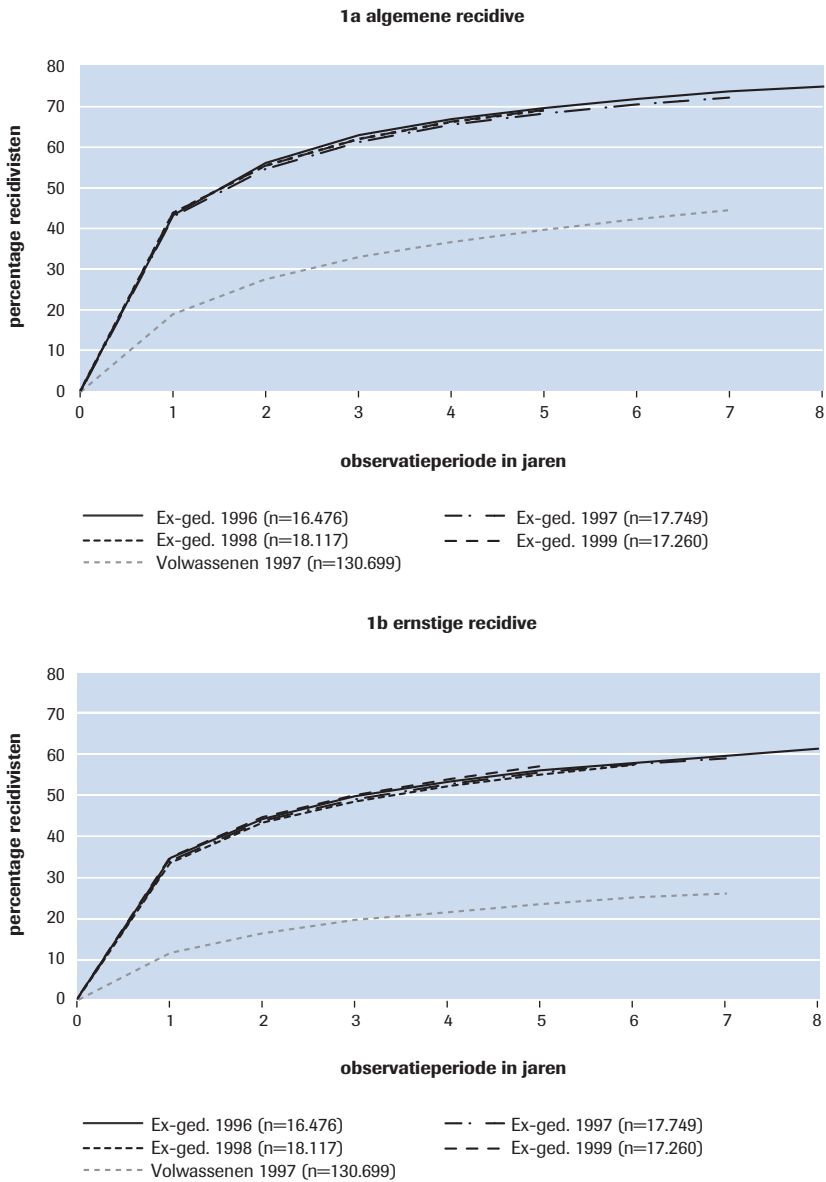 1a algemene recidive
80
70
60
50
40
30
20
10
0
percentage recidivisten
0 1 2 3 4 5 6 7 8
observatieperiode in jaren
Ex-ged. 1996 (n=16.476) Ex-ged. 1997 (n=17.749)
Ex-ged. 1998 (n=18.117) Ex-ged. 1999 (n=17.260)
Volwassenen 1997 (n=130.699)
1b ernstige recidive
80
70
60
50
40
30
20
10
0
percentage recidivisten
0 1 2 3 4 5 6 7 8
observatieperiode in jaren
Ex-ged. 1996 (n=16.476) Ex-ged. 1997 (n=17.749)
Ex-ged. 1998 (n=18.117) Ex-ged. 1999 (n=17.260)
Volwassenen 1997 (n=130.699)